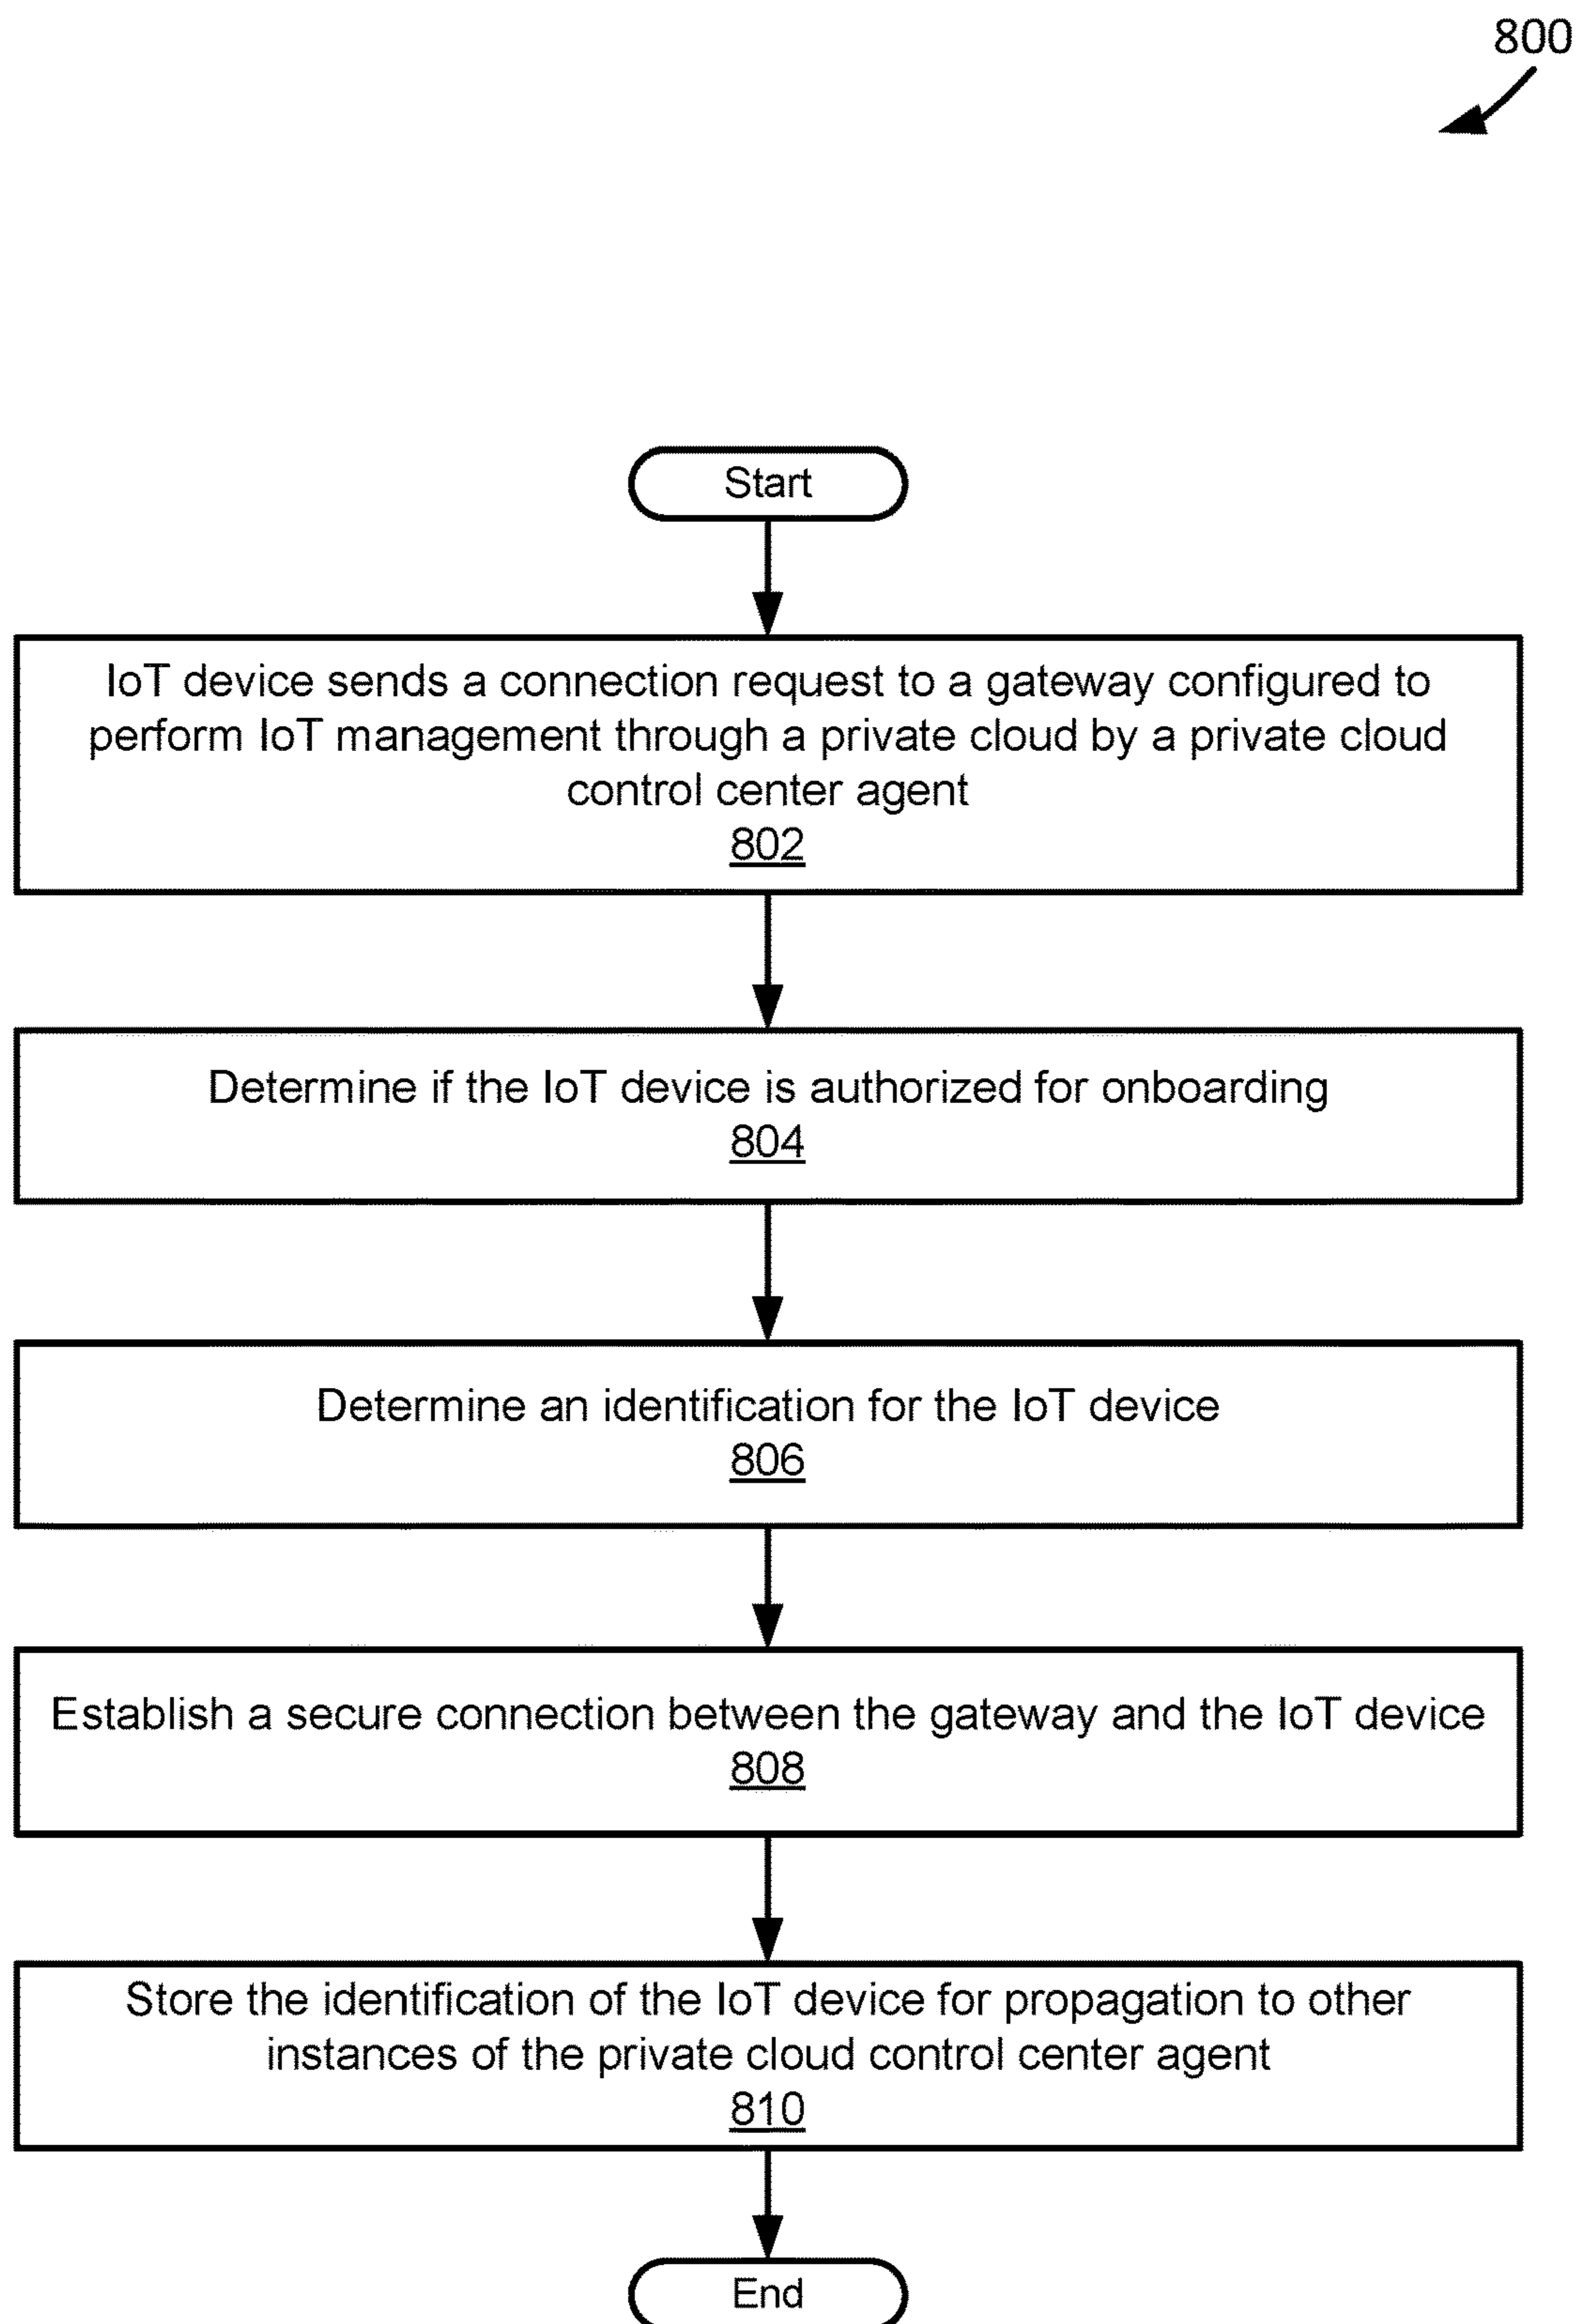 800
Start
IoT device sends a connection request to a gateway configured to
perform IoT management through a private cloud by a private cloud
control center agent
802
Determine if the IoT device is authorized for onboarding
804
Determine an identification for the IoT device
806
Establish a secure connection between the gateway and the IoT device
808
Store the identification of the IoT device for propagation to other
instances of the private cloud control center agent
810
End